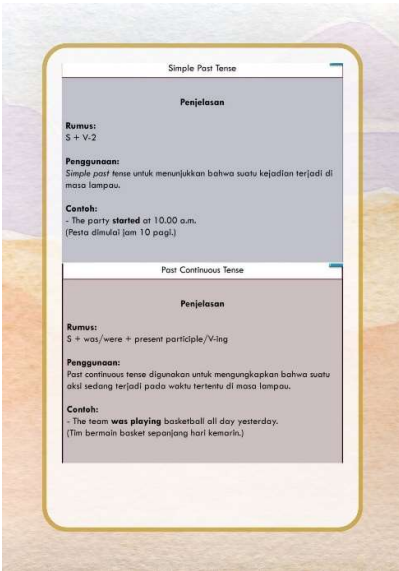 Simple Past Tense
Penjelasan
Rumus:
S + V-2
Penggunaan:
Simple past tense untuk menunjukkan bahwa suatu kejadian terjadi di
masa lampau.
Contoh:
- The party started at 10.00 a.m.
(Pesta dimulai jam 10 pagi.)
Past Continuous Tense
Penjelasan
Rumus:
S + was/were + present participle/V-ing
Penggunaan:
Past continuous tense digunakan untuk mengungkapkan bahwa suatu
aksi sedang terjadi pada waktu tertentu di masa lampau.
Contoh:
- The team was playing basketball all day yesterday.
(Tim bermain basket sepanjang hari kemarin.)